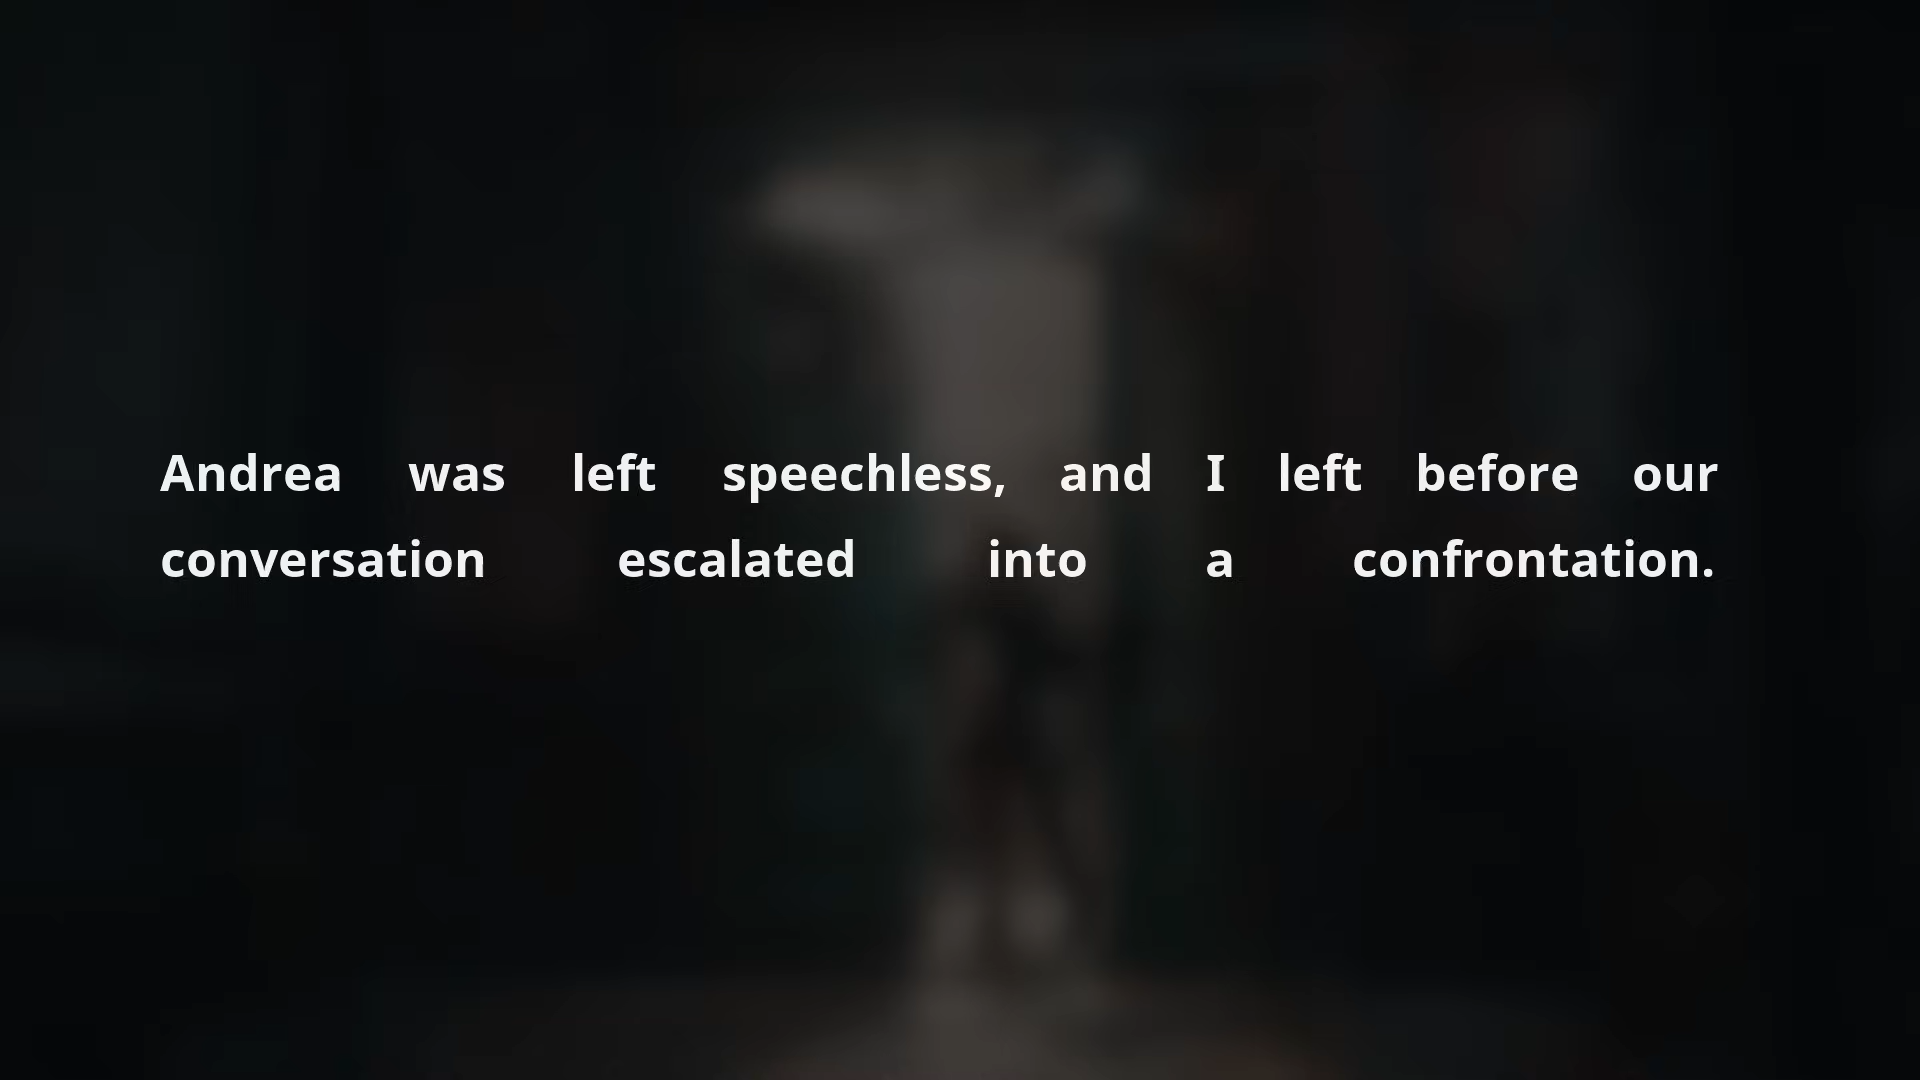 Andrea was left speechless, and I left before our
conversation escalated into a confrontation.